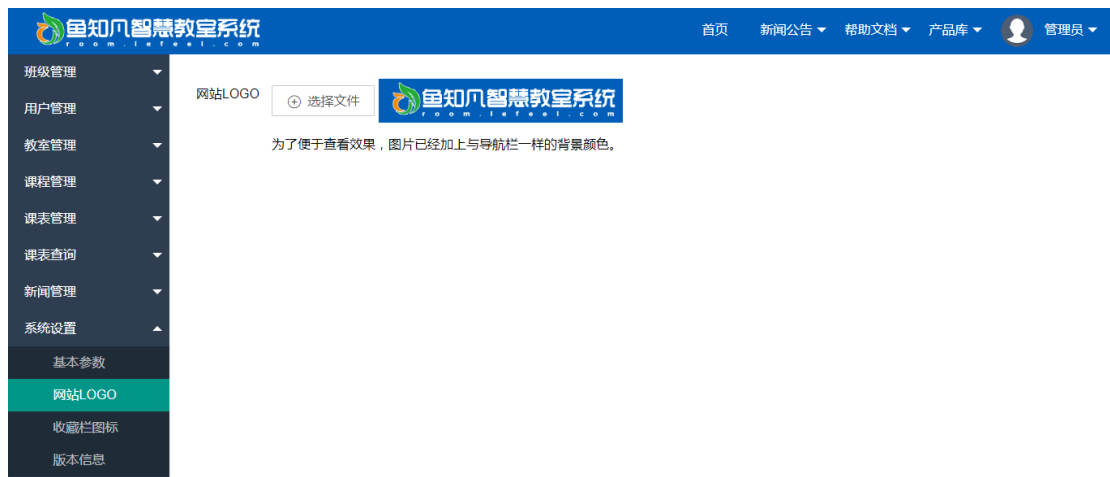 鱼知凡智慧教室系统
room.lefeel.com
首页 新闻公告 帮助文档 产品库 管理员
班级管理
用户管理
教室管理
课程管理
课表管理
课表查询
新闻管理
系统设置
基本参数
网站LOGO
收藏栏图标
版本信息
网站LOGO 选择文件
鱼知凡智慧教室系统
room.lefeel.com
为了便于查看效果，图片已经加上与导航栏一样的背景颜色。